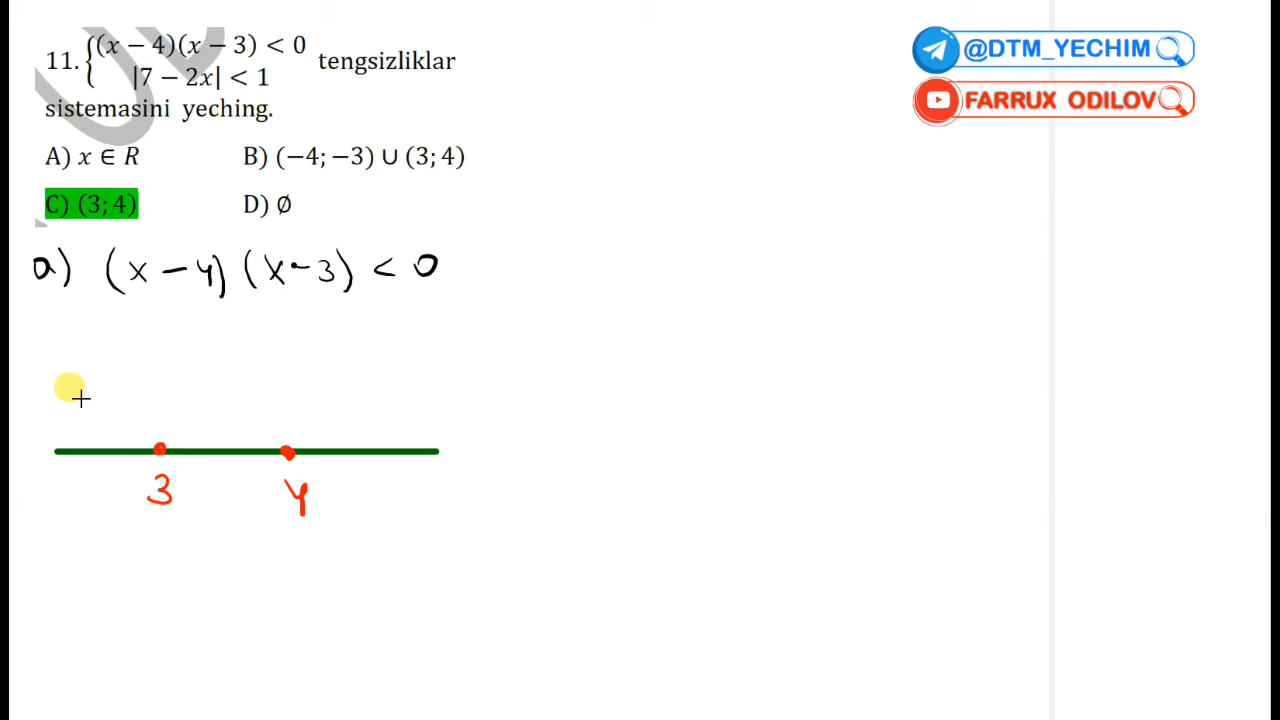 11. {(x − 4)(x − 3) < 0
|7 − 2x| < 1 tengsizliklar
sistemasini yeching.
A) x ∈ R B) (−4; −3) ∪ (3; 4)
C) (3; 4) D) ∅
a) (x − 4) (x − 3) < 0
3 4
@DTM_YECHIM
FARRUX ODILOV